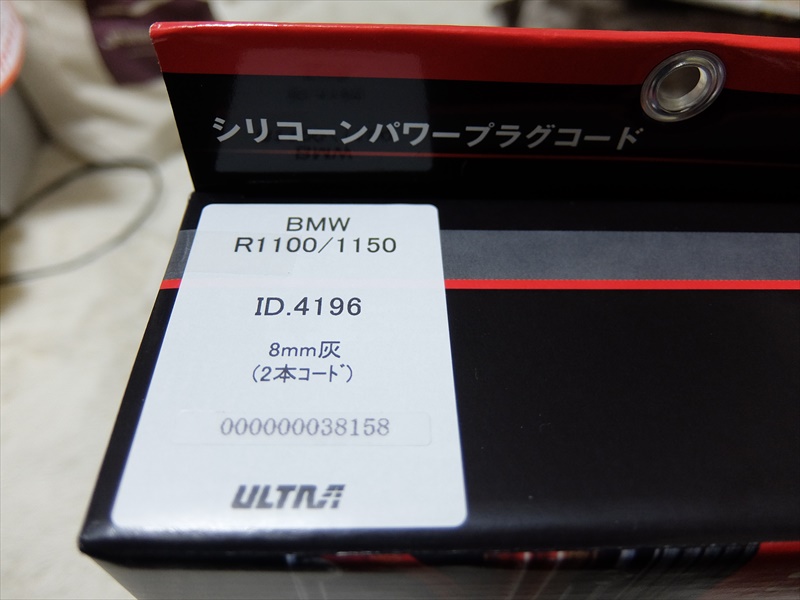 シリコーンパワープラグコード
BMW
R1100/1150
ID.4196
8mm灰
(2本ｺｰﾄﾞ)
000000038158
ULTRA